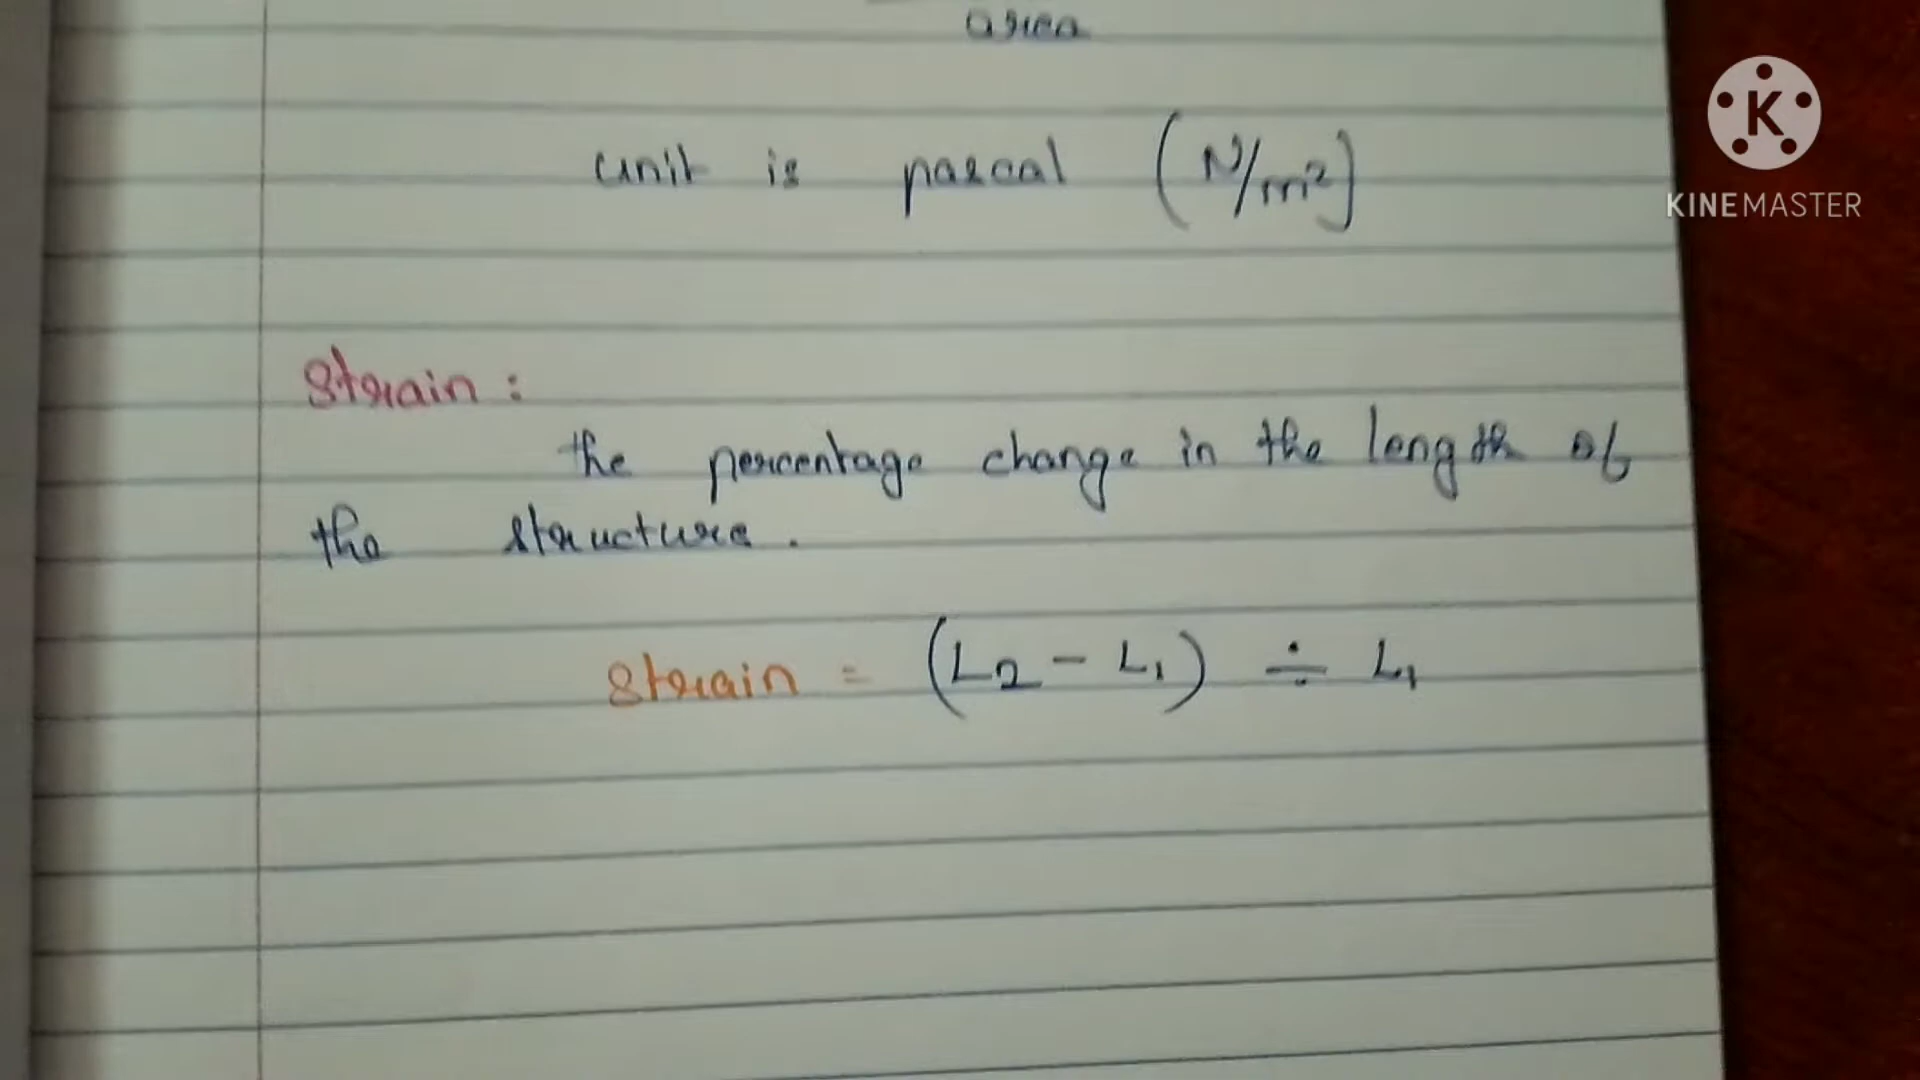 area
unit is pascal (N/m²)
Strain :
the percentage change in the length of
the structure.
Strain = (L₂ - L₁) ÷ L₁
K
KINEMASTER